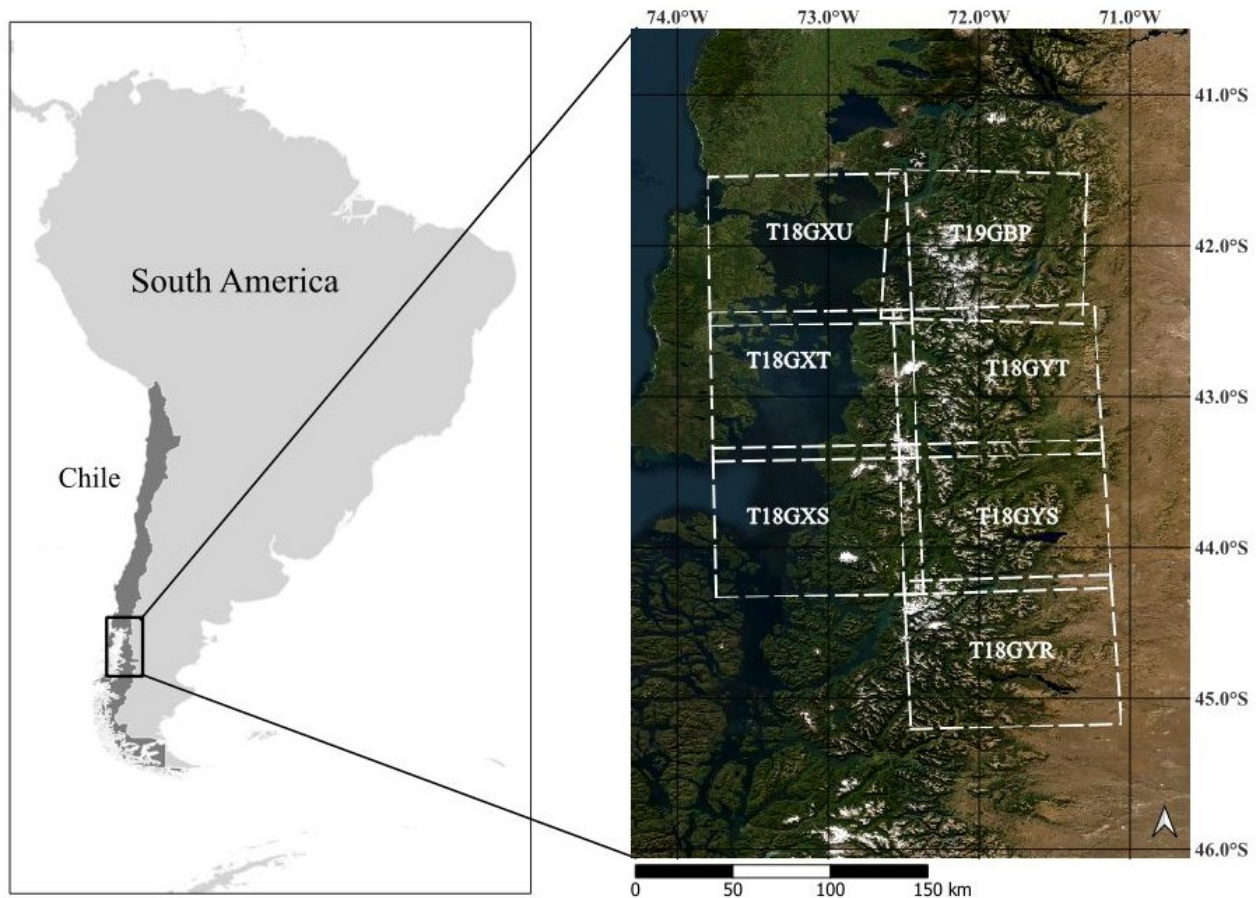 74.0°W 73.0°W 72.0°W 71.0°W
41.0°S
T18GXU T19GBP
42.0°S
South America
T18GXT T18GYT
43.0°S
Chile
T18GXS T18GYS
44.0°S
T18GYR
45.0°S
46.0°S
0 50 100 150 km